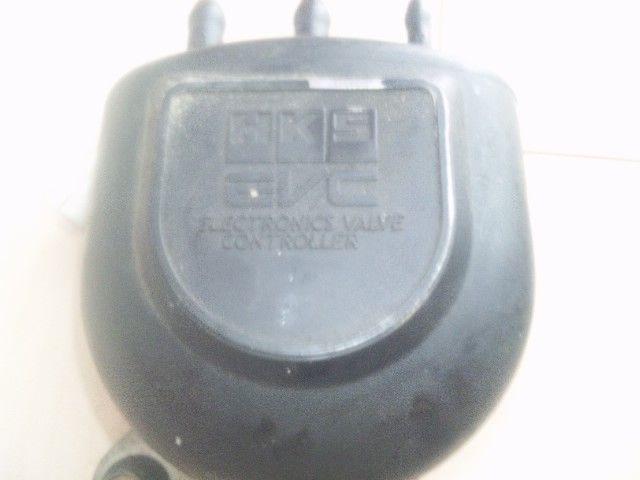 HKS
EVC
ELECTRONICS VALVE
CONTROLLER